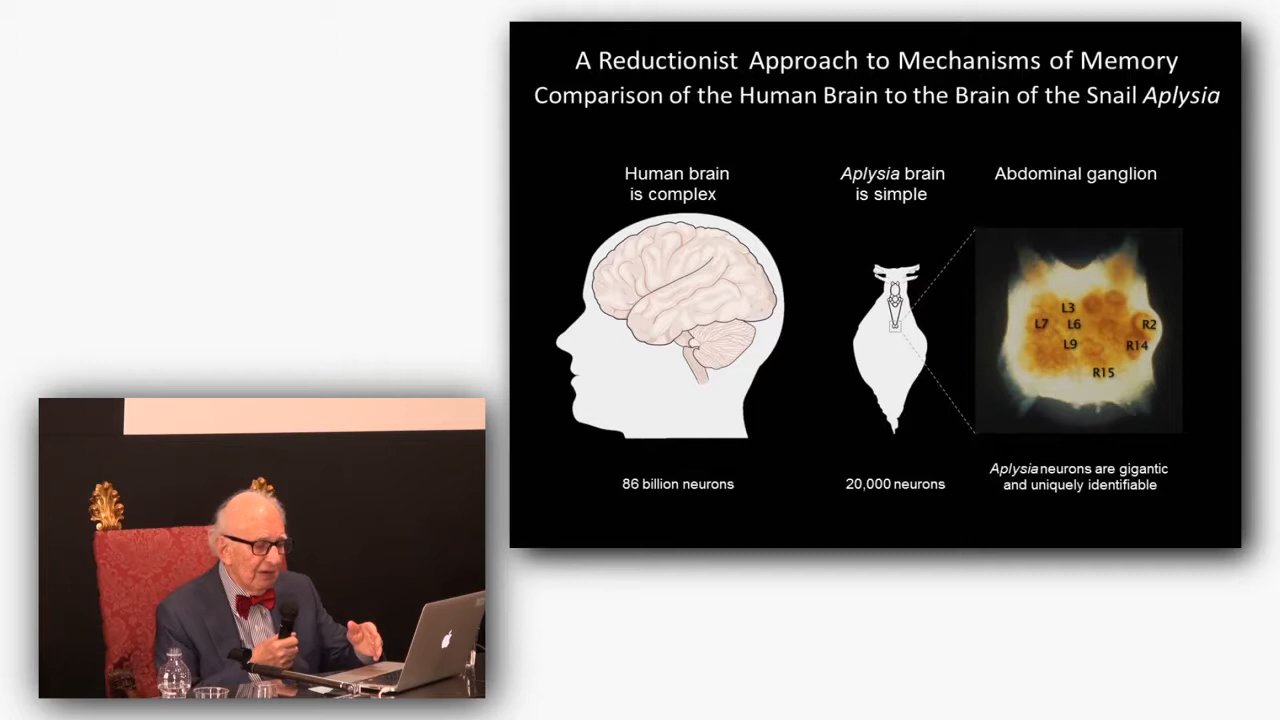 A Reductionist Approach to Mechanisms of Memory
Comparison of the Human Brain to the Brain of the Snail Aplysia
Human brain
is complex
Aplysia brain
is simple
Abdominal ganglion
L3
L7
L6
R2
L9
R14
R15
86 billion neurons
20,000 neurons
Aplysia neurons are gigantic
and uniquely identifiable